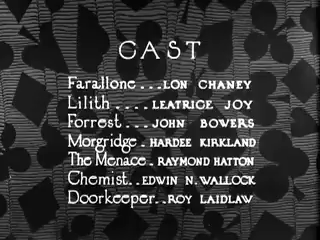 CAST
Farallone...LON CHANEY
Lilith....LEATRICE JOY
Forrest....JOHN BOWERS
Morgridge.HARDEE KIRKLAND
The Menace.RAYMOND HATTON
Chemist..EDWIN N. WALLOCK
Doorkeeper..ROY LAIDLAW